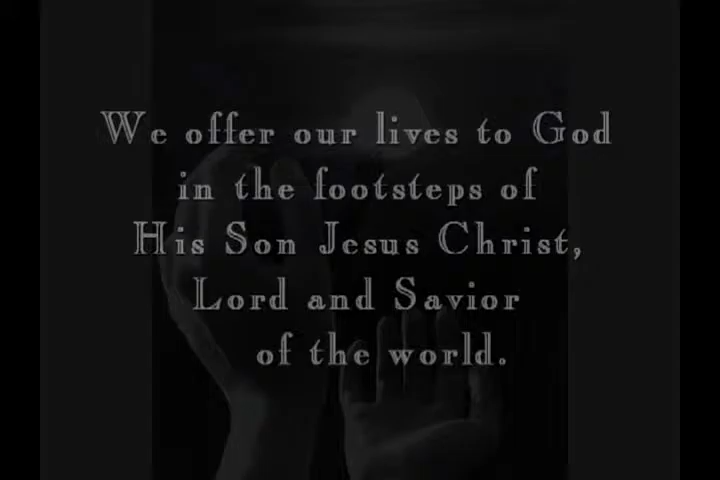 We offer our lives to God
in the footsteps of
His Son Jesus Christ,
Lord and Savior
of the world.